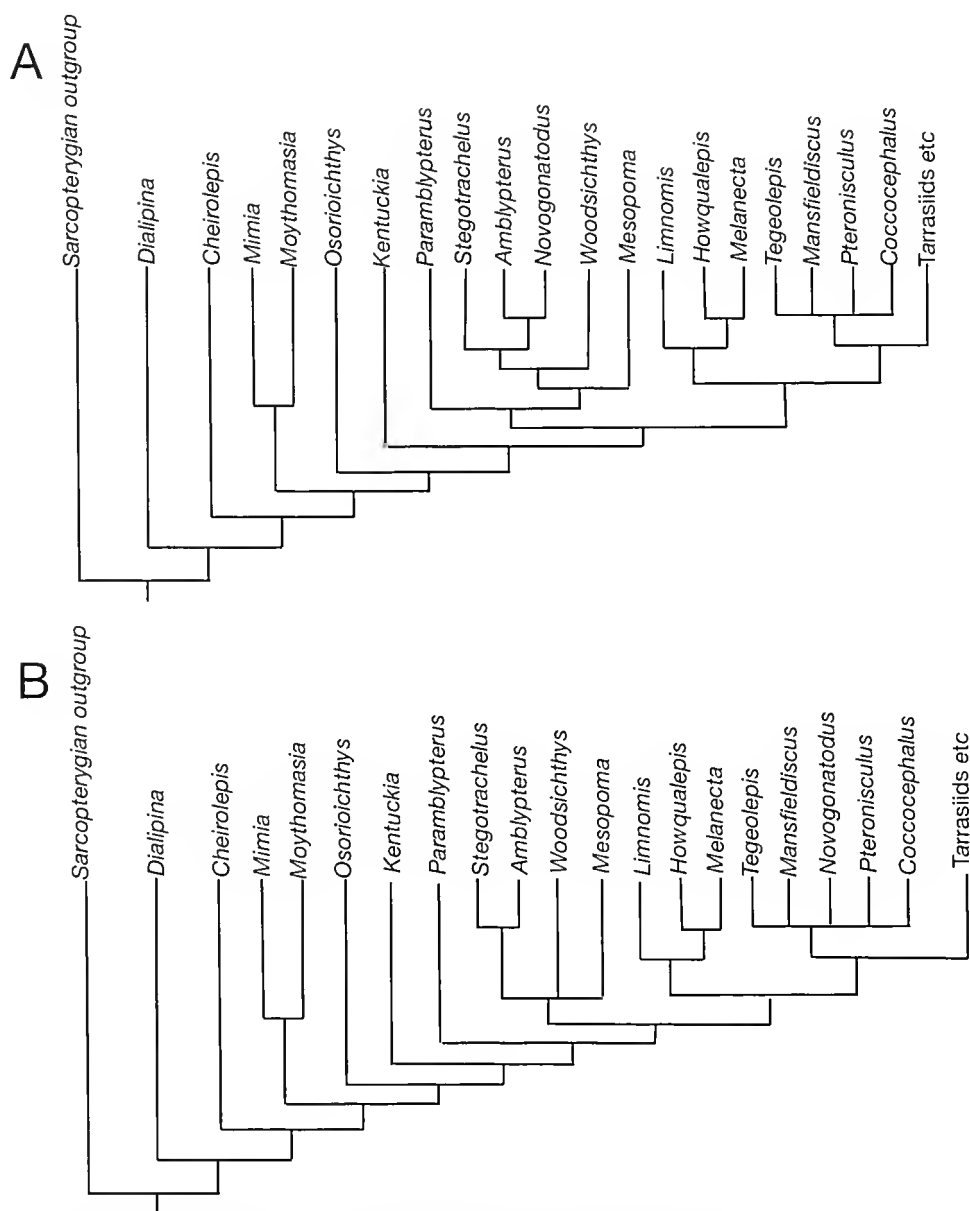 A
Sarcopterygian outgroup
Dialipina
Cheirolepis
Mimia
Moythomasia
Osorioichthys
Kentuckia
Paramblypterus
Stegotrachelus
Amblypterus
Novogonatodus
Woodsichthys
Mesopoma
Limnomis
Howqualepis
Melanecta
Tegeolepis
Mansfieldiscus
Pteronisculus
Coccocephalus
Tarrasiids etc
B
Sarcopterygian outgroup
Dialipina
Cheirolepis
Mimia
Moythomasia
Osorioichthys
Kentuckia
Paramblypterus
Stegotrachelus
Amblypterus
Woodsichthys
Mesopoma
Limnomis
Howqualepis
Melanecta
Tegeolepis
Mansfieldiscus
Novogonatodus
Pteronisculus
Coccocephalus
Tarrasiids etc